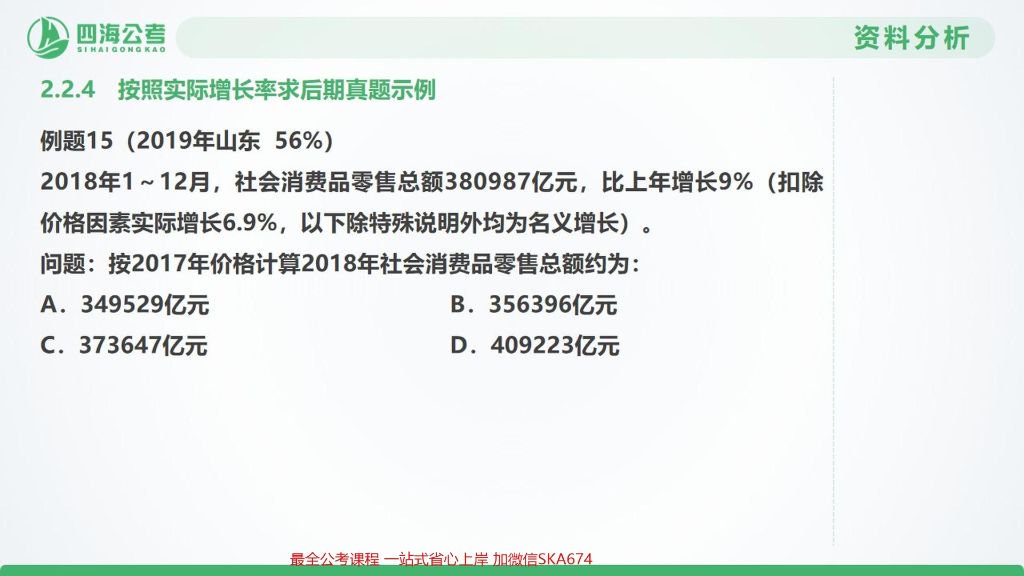 四海公考
SIHAIGONGKAO
资料分析
2.2.4 按照实际增长率求后期真题示例
例题15（2019年山东 56%）
2018年1～12月，社会消费品零售总额380987亿元，比上年增长9%（扣除
价格因素实际增长6.9%，以下除特殊说明外均为名义增长）。
问题：按2017年价格计算2018年社会消费品零售总额约为：
A．349529亿元 B．356396亿元
C．373647亿元 D．409223亿元
最全公考课程 一站式省心上岸 加微信SKA674